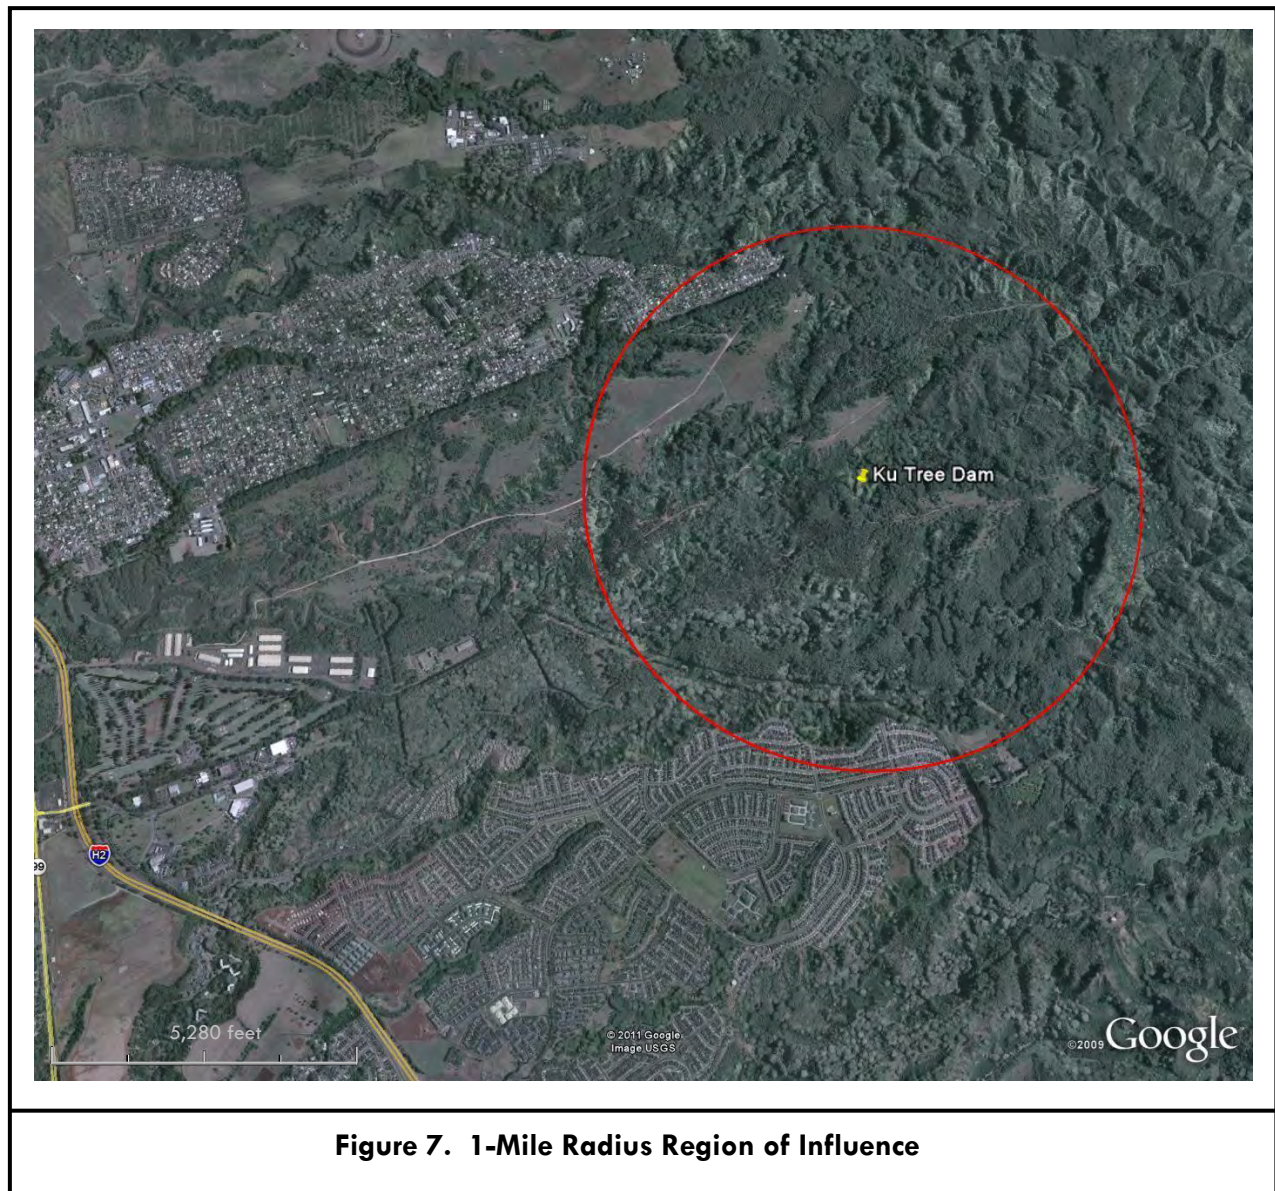 Ku Tree Dam
H2
99
5,280 feet
© 2011 Google
Image USGS
©2009 Google
Figure 7.  1-Mile Radius Region of Influence